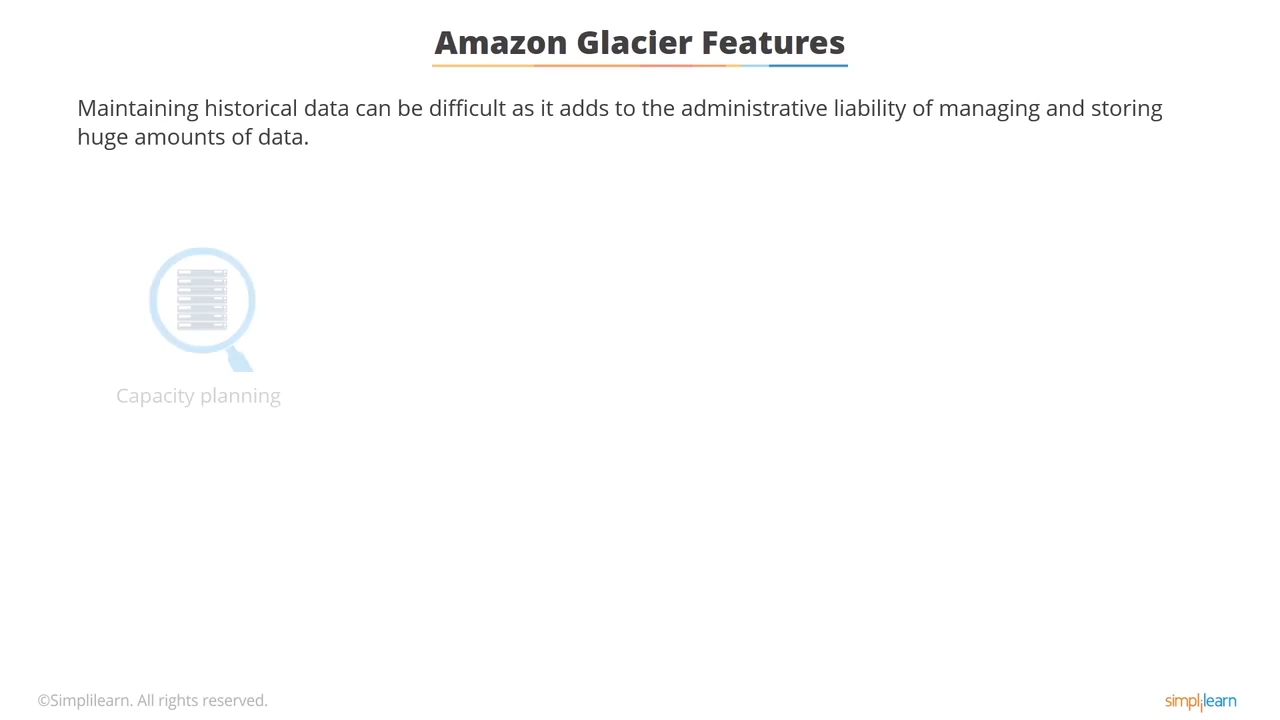 Amazon Glacier Features
Maintaining historical data can be difficult as it adds to the administrative liability of managing and storing
huge amounts of data.
Capacity planning
©Simplilearn. All rights reserved.
simplilearn